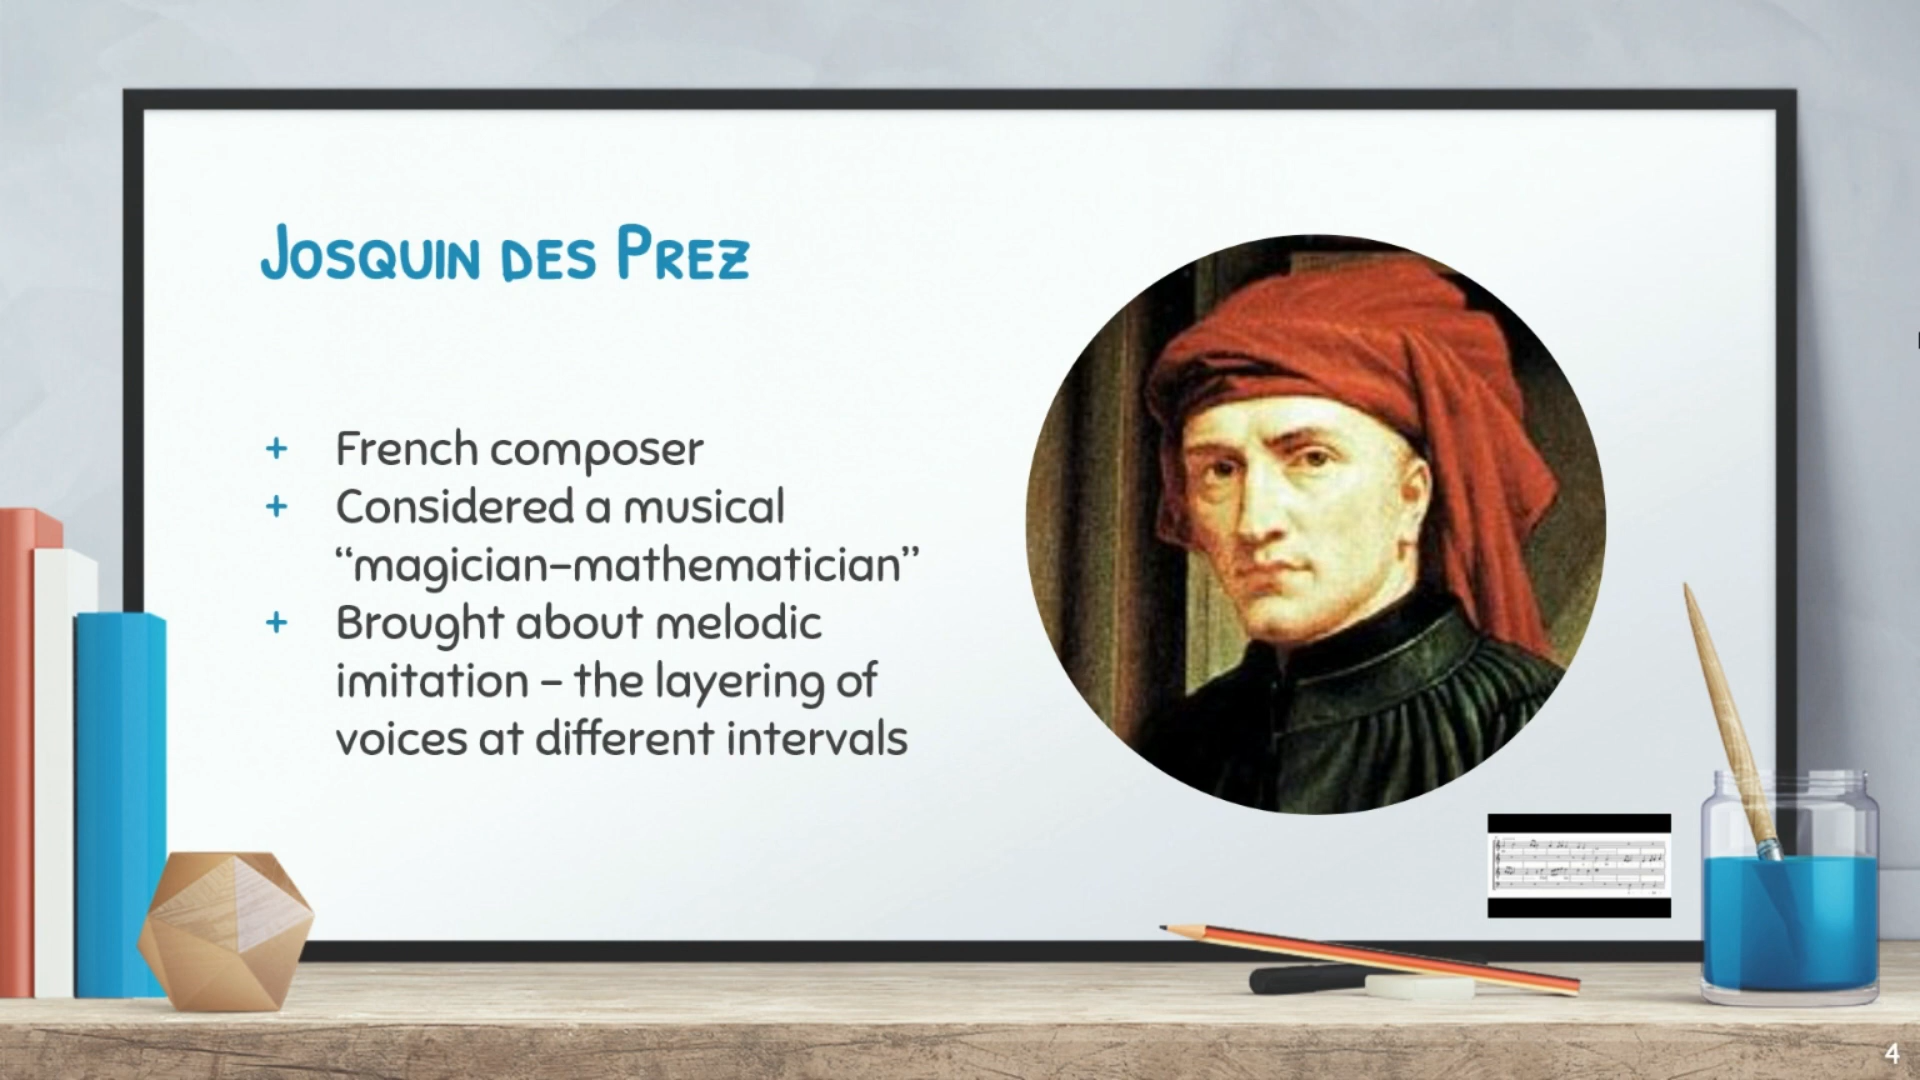 Josquin des Prez
+ French composer
+ Considered a musical
“magician-mathematician”
+ Brought about melodic
imitation - the layering of
voices at different intervals
4